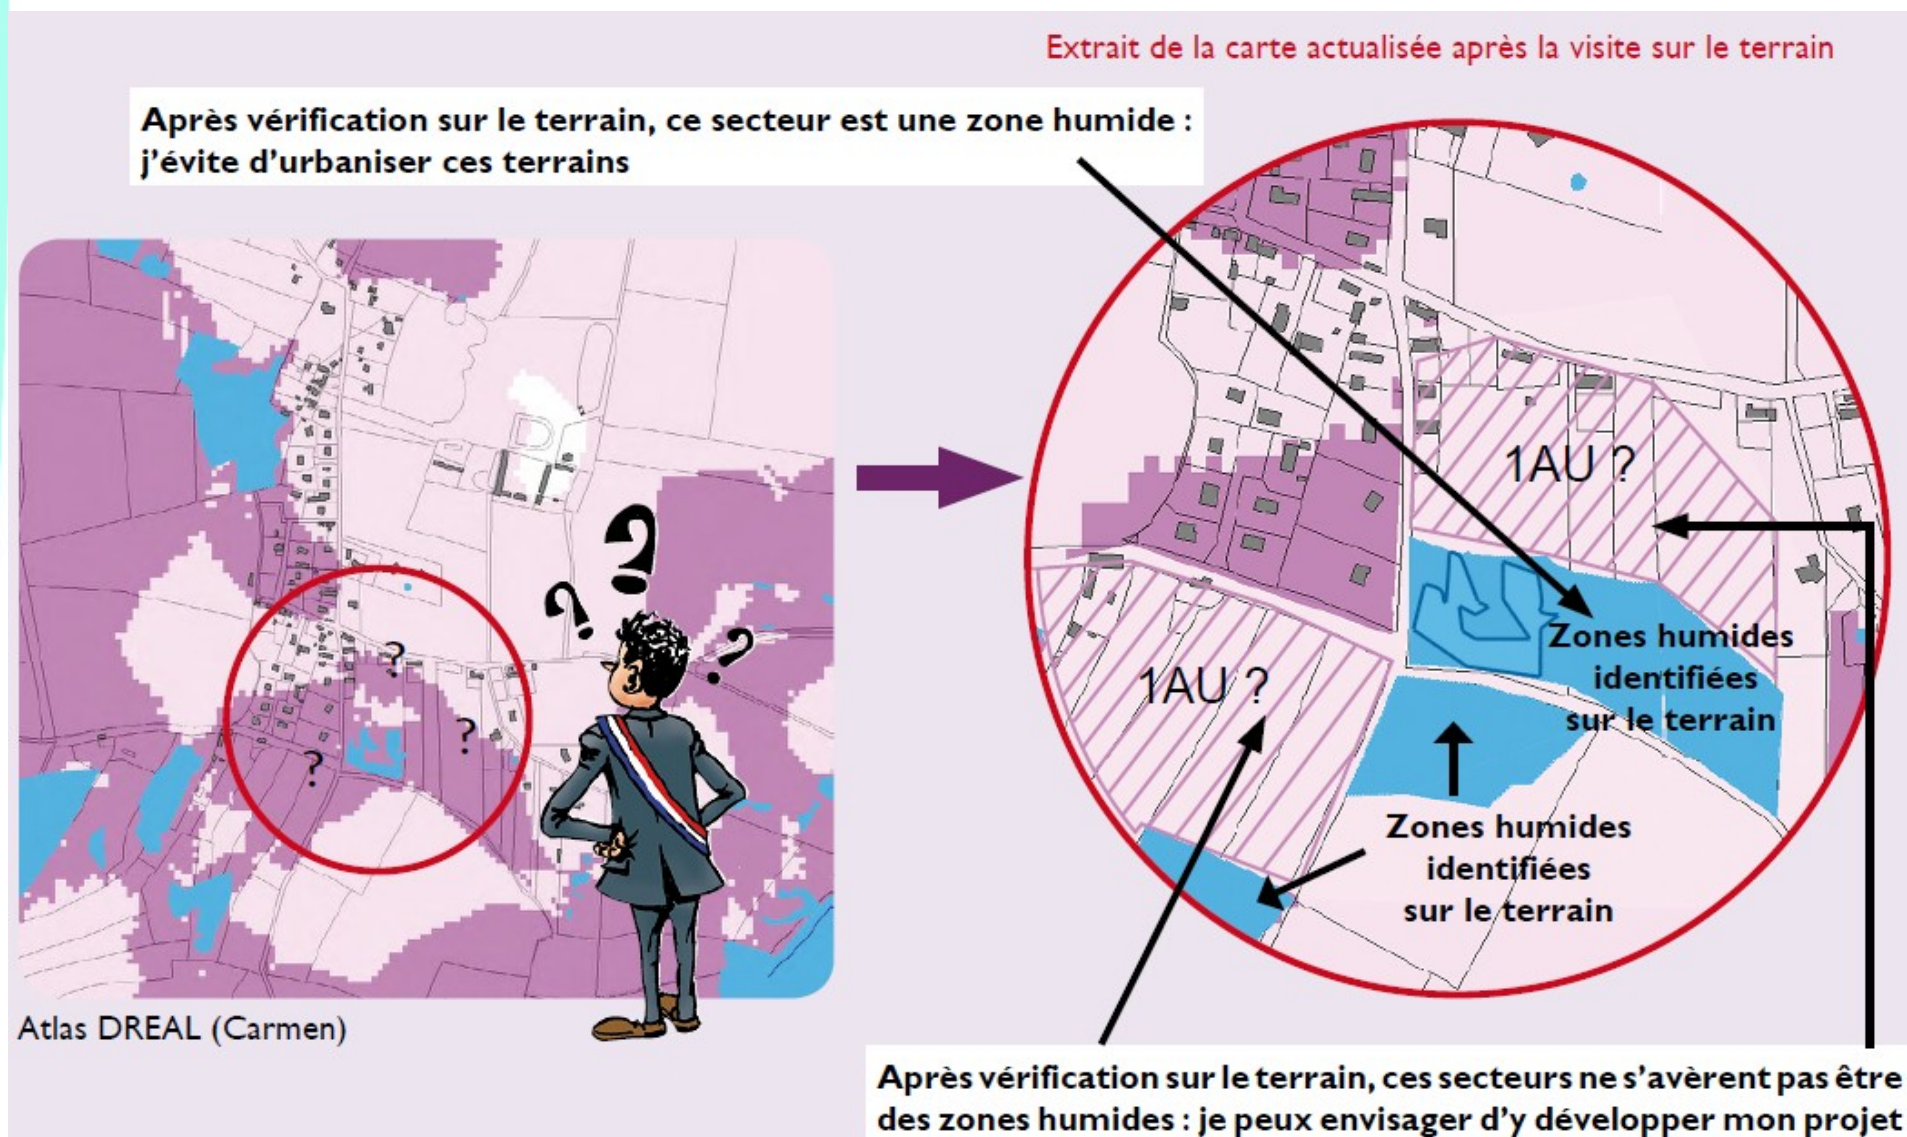 Extrait de la carte actualisée après la visite sur le terrain
Après vérification sur le terrain, ce secteur est une zone humide :
j'évite d'urbaniser ces terrains
?
?
?
?
?
?
1AU ?
1AU ?
Zones humides
identifiées
sur le terrain
Zones humides
identifiées
sur le terrain
Atlas DREAL (Carmen)
Après vérification sur le terrain, ces secteurs ne s'avèrent pas être
des zones humides : je peux envisager d'y développer mon projet